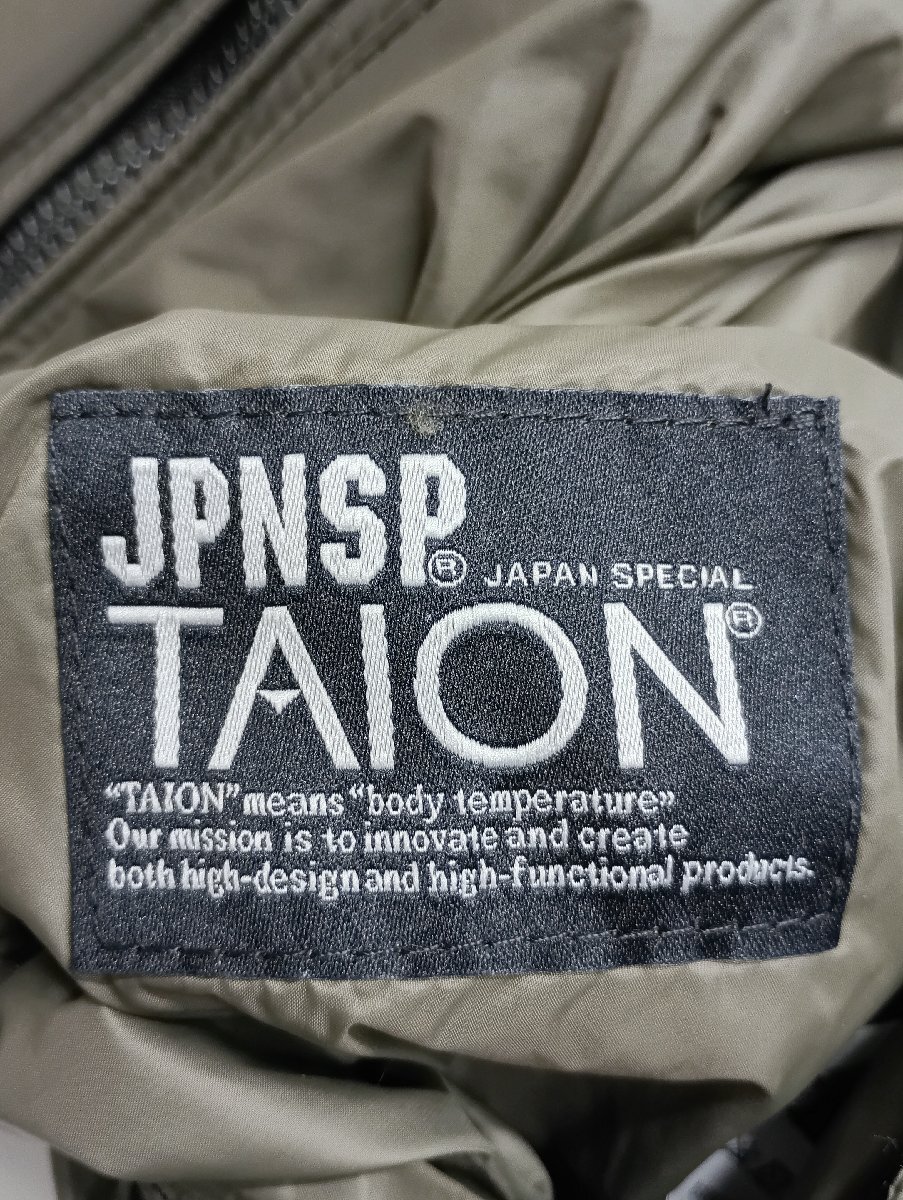 JPNSP® JAPAN SPECIAL
TAION®
“TAION” means “body temperature”
Our mission is to innovate and create
both high-design and high-functional products.